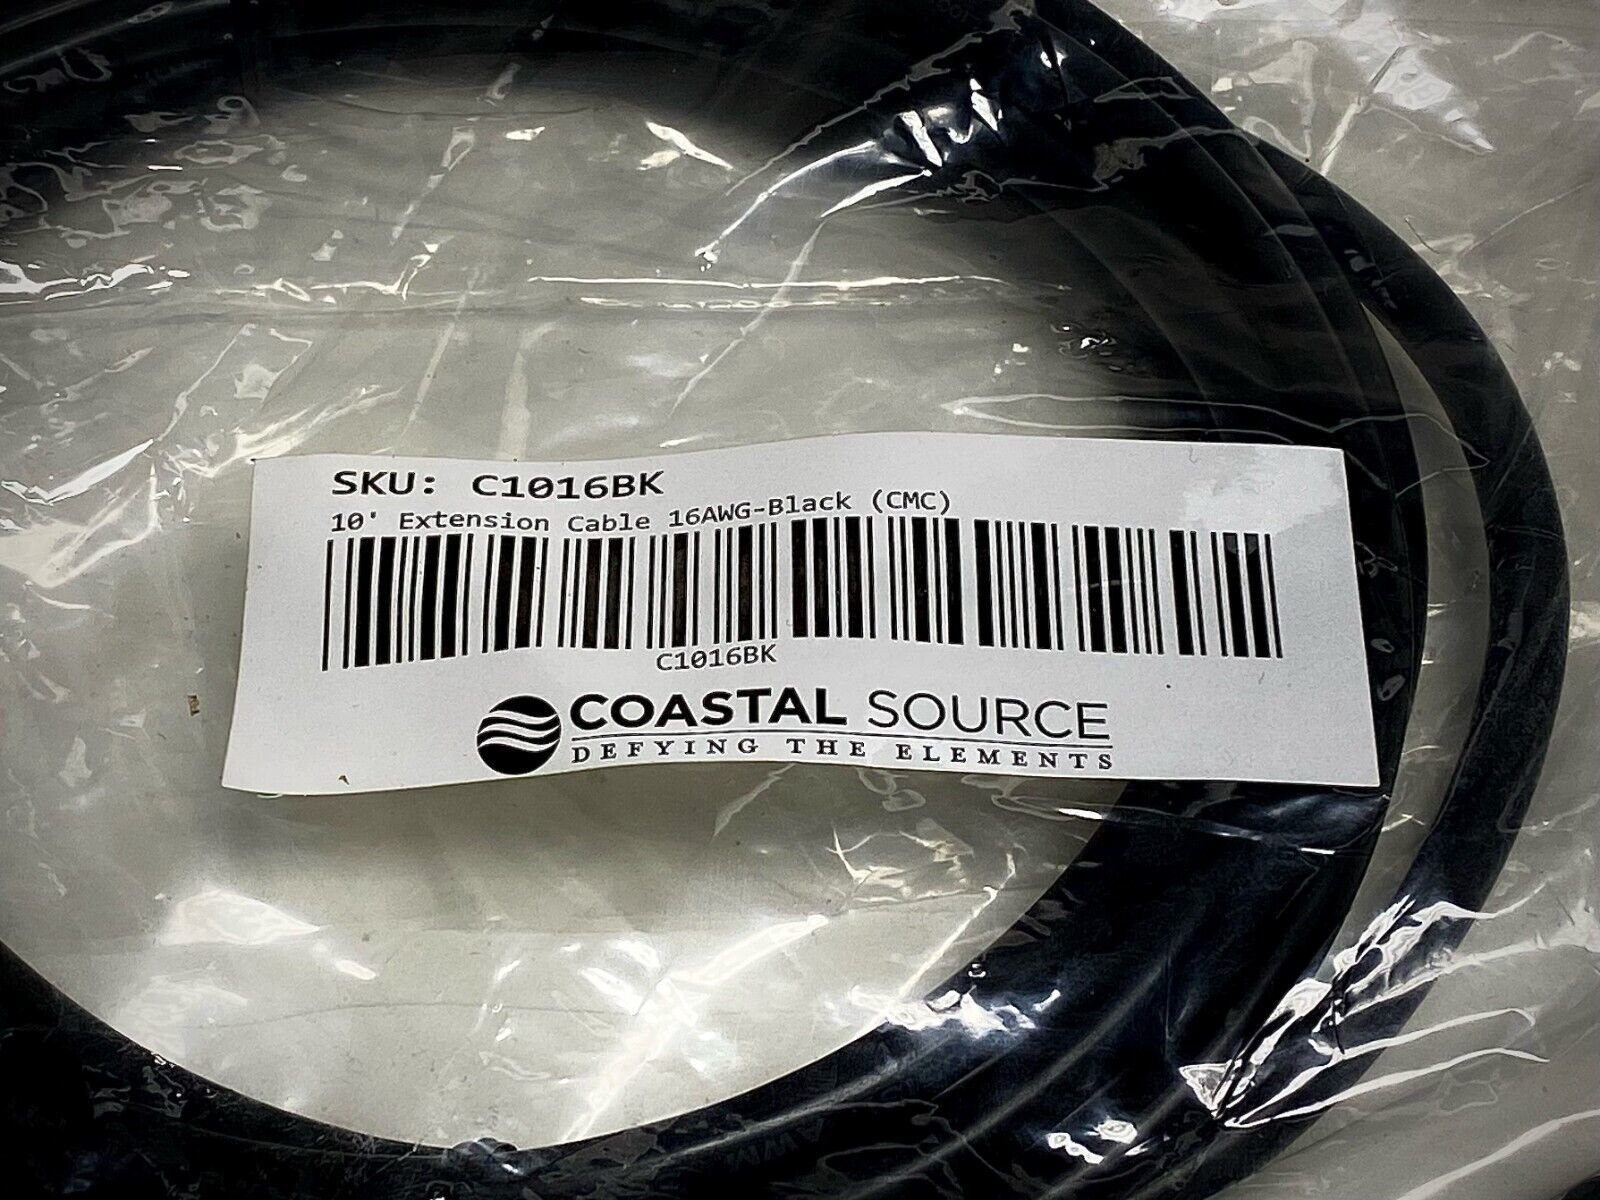 SKU: C1016BK
10' Extension Cable 16AWG-Black (CMC)
C1016BK
COASTAL SOURCE
DEFYING THE ELEMENTS